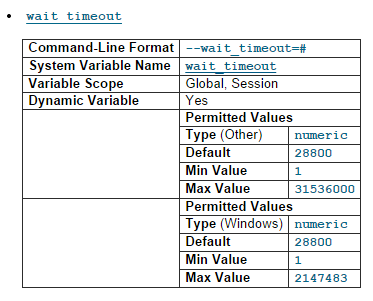 • wait_timeout
Command-Line Format --wait_timeout=#
System Variable Name wait_timeout
Variable Scope Global, Session
Dynamic Variable Yes
Permitted Values
Type (Other) numeric
Default 28800
Min Value 1
Max Value 31536000
Permitted Values
Type (Windows) numeric
Default 28800
Min Value 1
Max Value 2147483